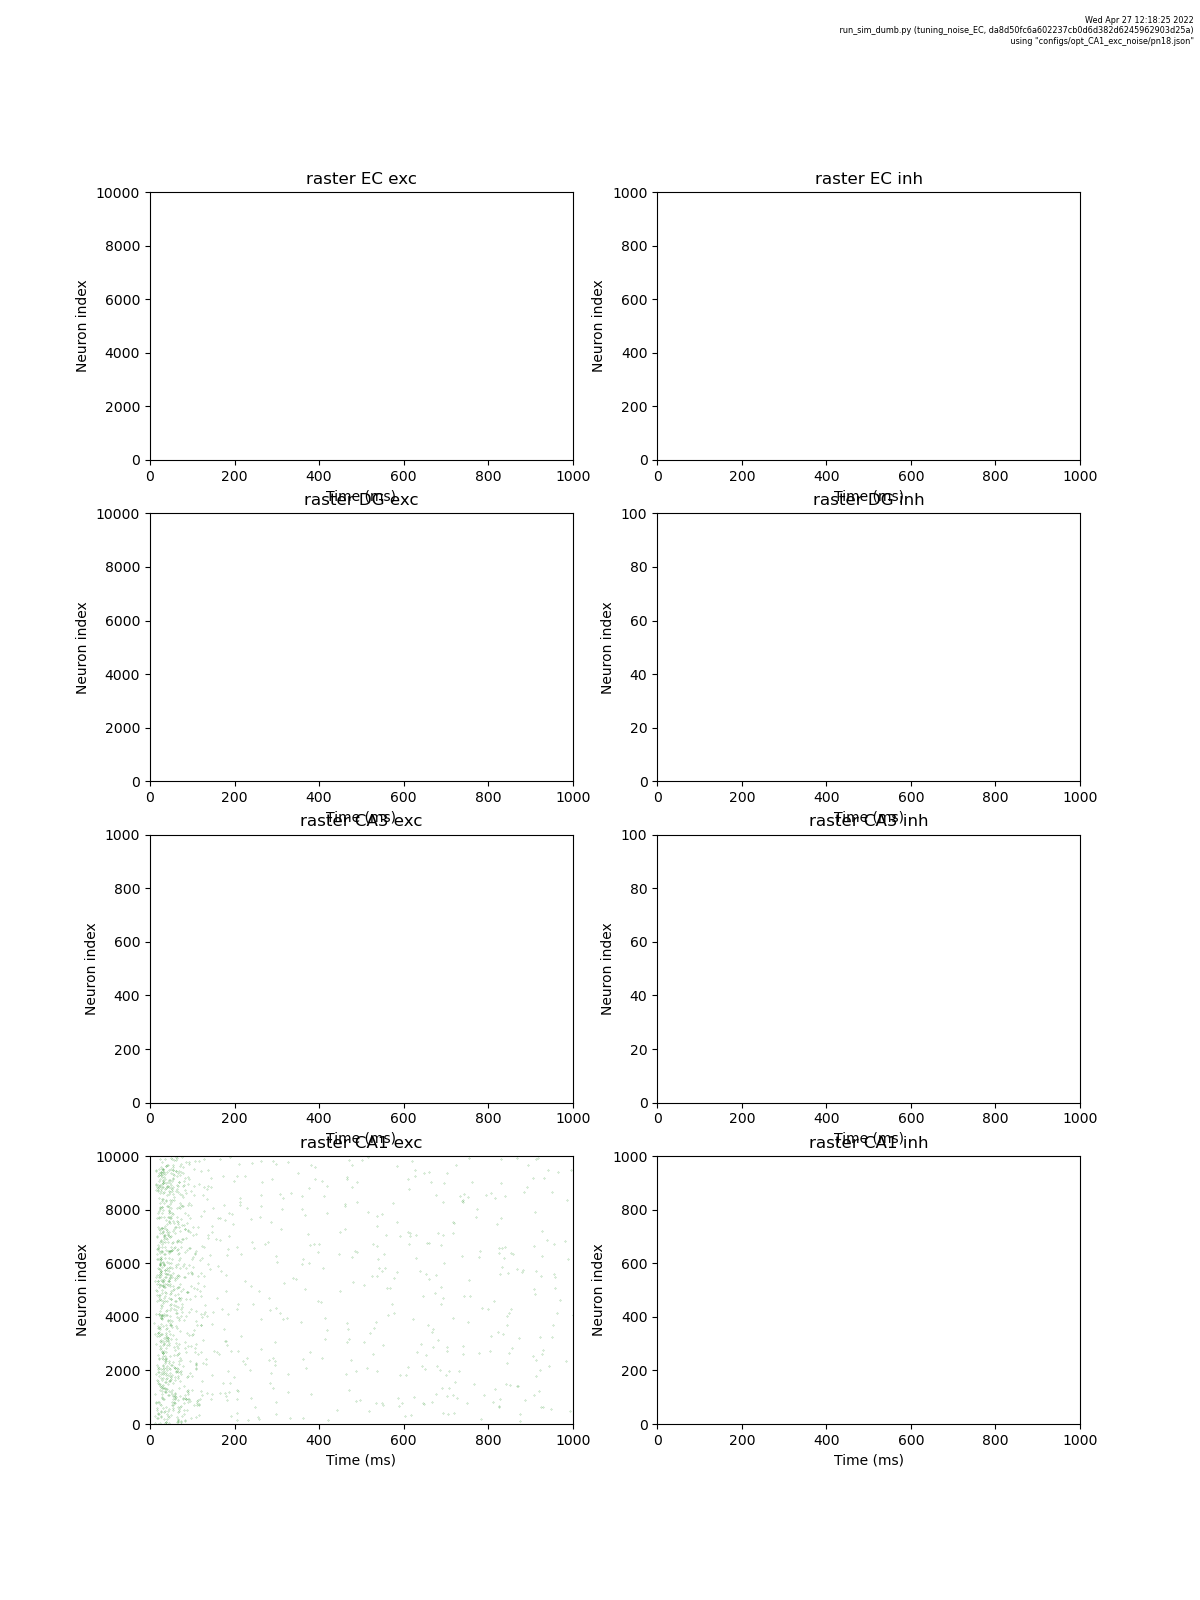 Wed Apr 27 12:18:25 2022
run_sim_dumb.py (tuning_noise_EC, da8d50fc6a602237cb0d6d382d6245962903d25a)
using "configs/opt_CA1_exc_noise/pn18.json"
raster EC exc
10000
8000
6000
4000
2000
0
Neuron index
0 200 400 600 800 1000
Time (ms)
raster EC inh
1000
800
600
400
200
0
Neuron index
0 200 400 600 800 1000
Time (ms)
raster DG exc
10000
8000
6000
4000
2000
0
Neuron index
0 200 400 600 800 1000
Time (ms)
raster DG inh
100
80
60
40
20
0
Neuron index
0 200 400 600 800 1000
Time (ms)
raster CA3 exc
1000
800
600
400
200
0
Neuron index
0 200 400 600 800 1000
Time (ms)
raster CA3 inh
100
80
60
40
20
0
Neuron index
0 200 400 600 800 1000
Time (ms)
raster CA1 exc
10000
8000
6000
4000
2000
0
Neuron index
0 200 400 600 800 1000
Time (ms)
raster CA1 inh
1000
800
600
400
200
0
Neuron index
0 200 400 600 800 1000
Time (ms)